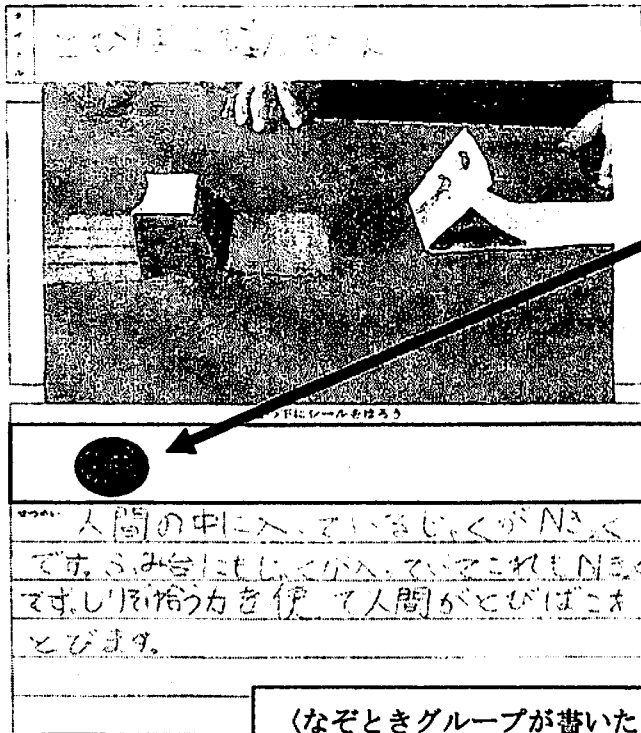 タイトル
下にシールをはろう
せつめい
人間の中に入っているじしゃくがNきょく
です。ふみ台にもじしゃくが入っていてこれもNきょく
です。しりぞけ合う力を使って人間がとびばこを
とびます。
(なぞときグループが書いた